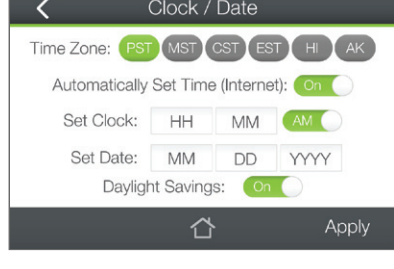 Clock / Date
Time Zone: PST MST CST EST HI AK
Automatically Set Time (Internet): On
Set Clock: HH MM AM
Set Date: MM DD YYYY
Daylight Savings: On
Apply